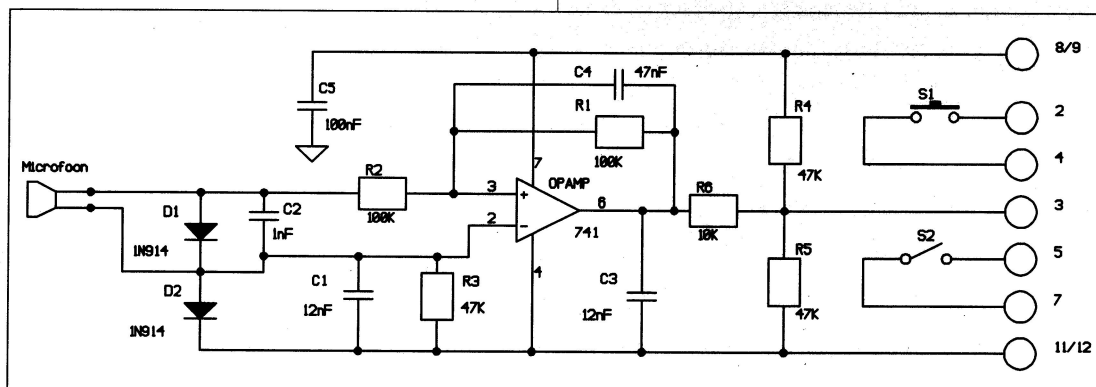 8/9
C4
47nF
C5
100nF
R1
100K
R4
47K
S1
2
4
Microfoon
7
OPAMP
R2
100K
3
+
2
-
6
741
4
R6
10K
3
D1
1N914
C2
1nF
D2
1N914
C1
12nF
R3
47K
C3
12nF
R5
47K
S2
5
7
11/12